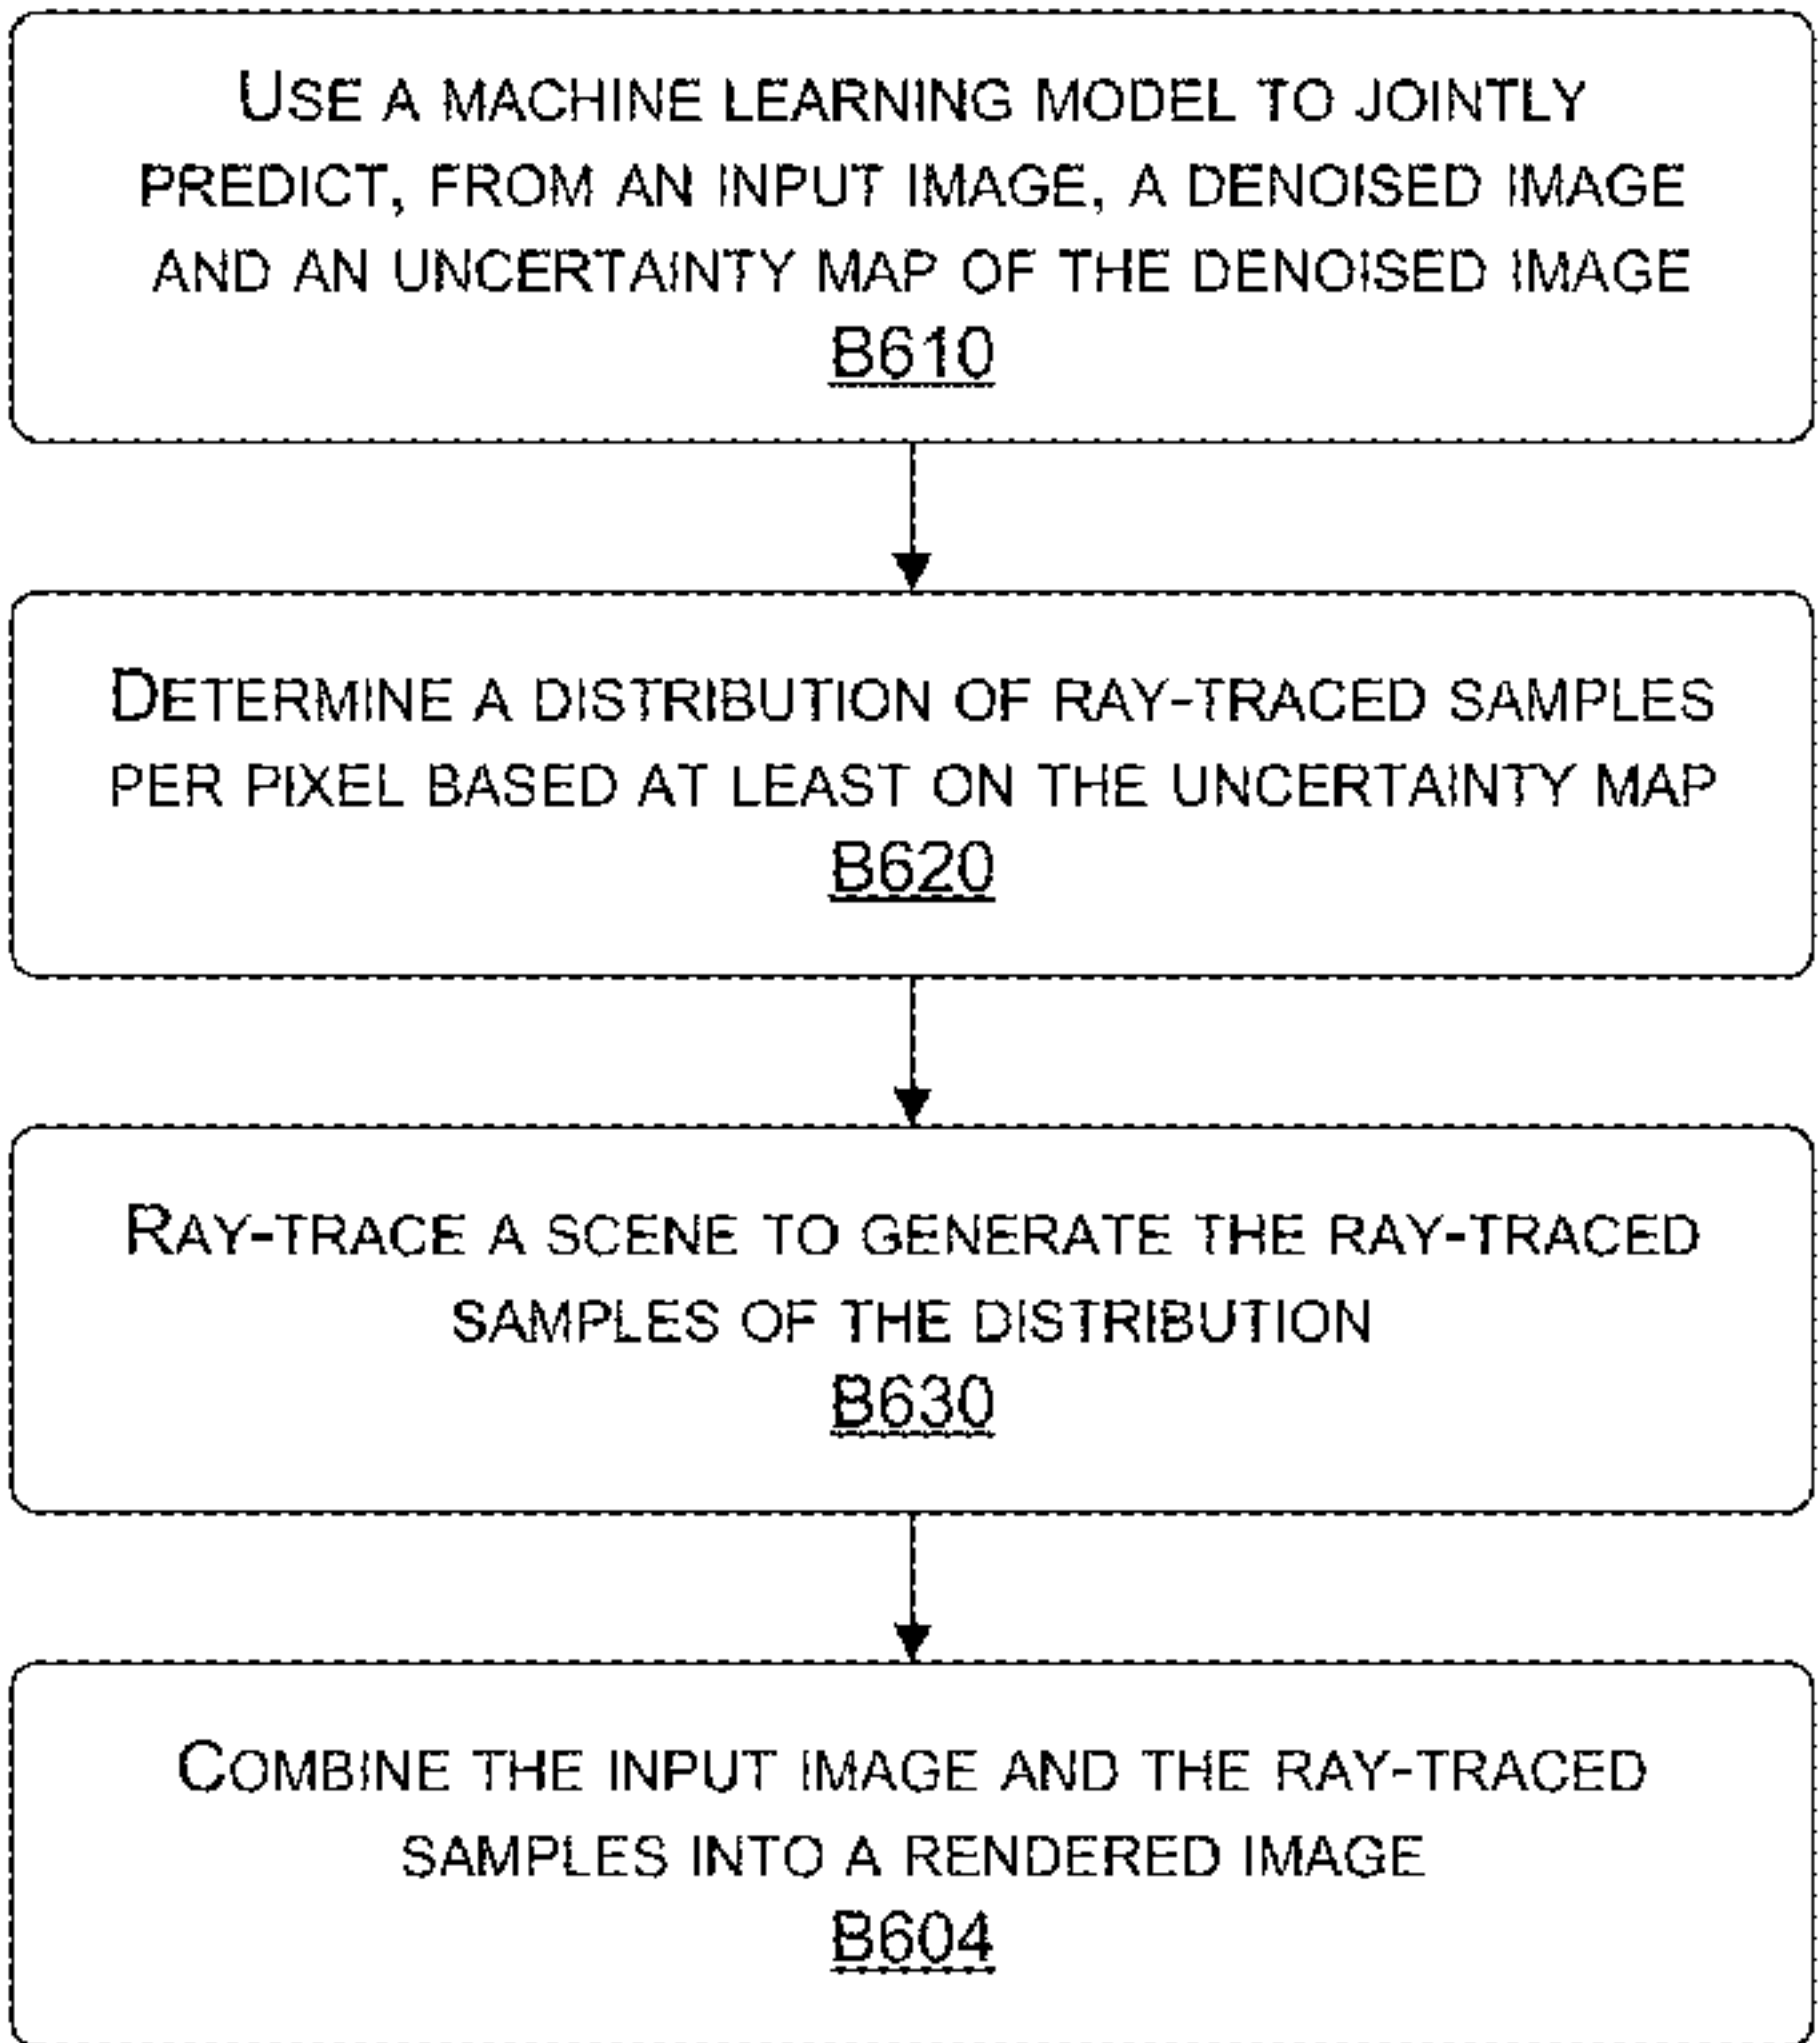 USE A MACHINE LEARNING MODEL TO JOINTLY
PREDICT, FROM AN INPUT IMAGE, A DENOISED IMAGE
AND AN UNCERTAINTY MAP OF THE DENOISED IMAGE
B610
DETERMINE A DISTRIBUTION OF RAY-TRACED SAMPLES
PER PIXEL BASED AT LEAST ON THE UNCERTAINTY MAP
B620
RAY-TRACE A SCENE TO GENERATE THE RAY-TRACED
SAMPLES OF THE DISTRIBUTION
B630
COMBINE THE INPUT IMAGE AND THE RAY-TRACED
SAMPLES INTO A RENDERED IMAGE
B604